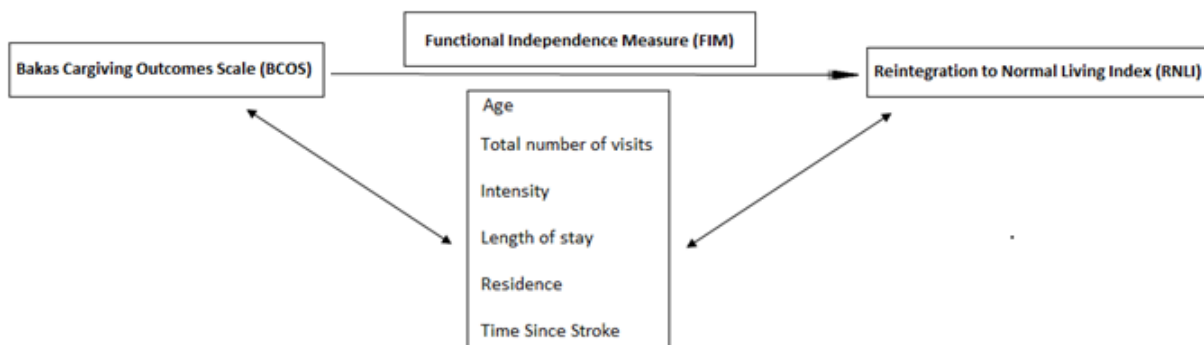 Functional Independence Measure (FIM)
Bakas Cargiving Outcomes Scale (BCOS)
Reintegration to Normal Living Index (RNLI)
Age
Total number of visits
Intensity
Length of stay
Residence
Time Since Stroke